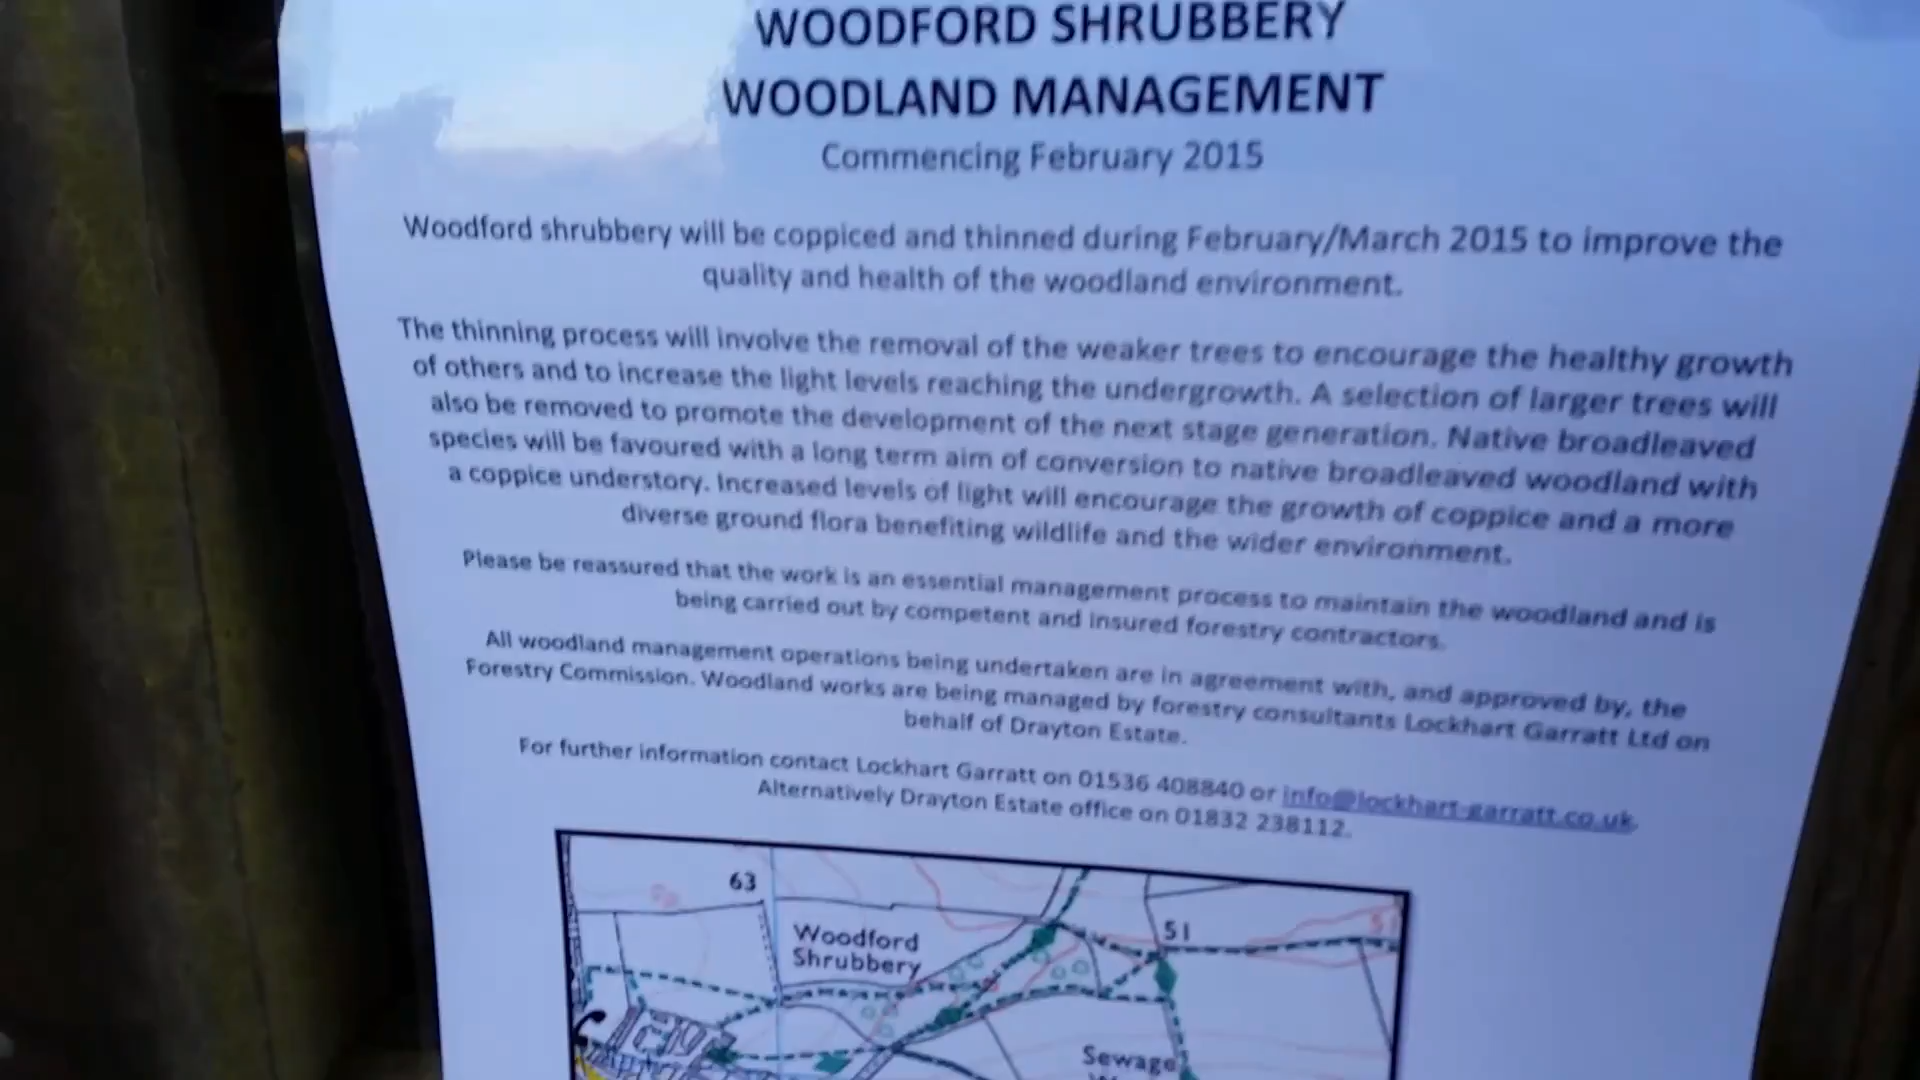 WOODFORD SHRUBBERY
WOODLAND MANAGEMENT
Commencing February 2015
Woodford shrubbery will be coppiced and thinned during February/March 2015 to improve the
quality and health of the woodland environment.
The thinning process will involve the removal of the weaker trees to encourage the healthy growth
of others and to increase the light levels reaching the undergrowth. A selection of larger trees will
also be removed to promote the development of the next stage generation. Native broadleaved
species will be favoured with a long term aim of conversion to native broadleaved woodland with
a coppice understory. Increased levels of light will encourage the growth of coppice and a more
diverse ground flora benefiting wildlife and the wider environment.
Please be reassured that the work is an essential management process to maintain the woodland and is
being carried out by competent and insured forestry contractors.
All woodland management operations being undertaken are in agreement with, and approved by, the
Forestry Commission. Woodland works are being managed by forestry consultants Lockhart Garratt Ltd on
behalf of Drayton Estate.
For further information contact Lockhart Garratt on 01536 408840 or info@lockhart-garratt.co.uk.
Alternatively Drayton Estate office on 01832 238112.
63
51
51
Woodford
Shrubbery
Sewage